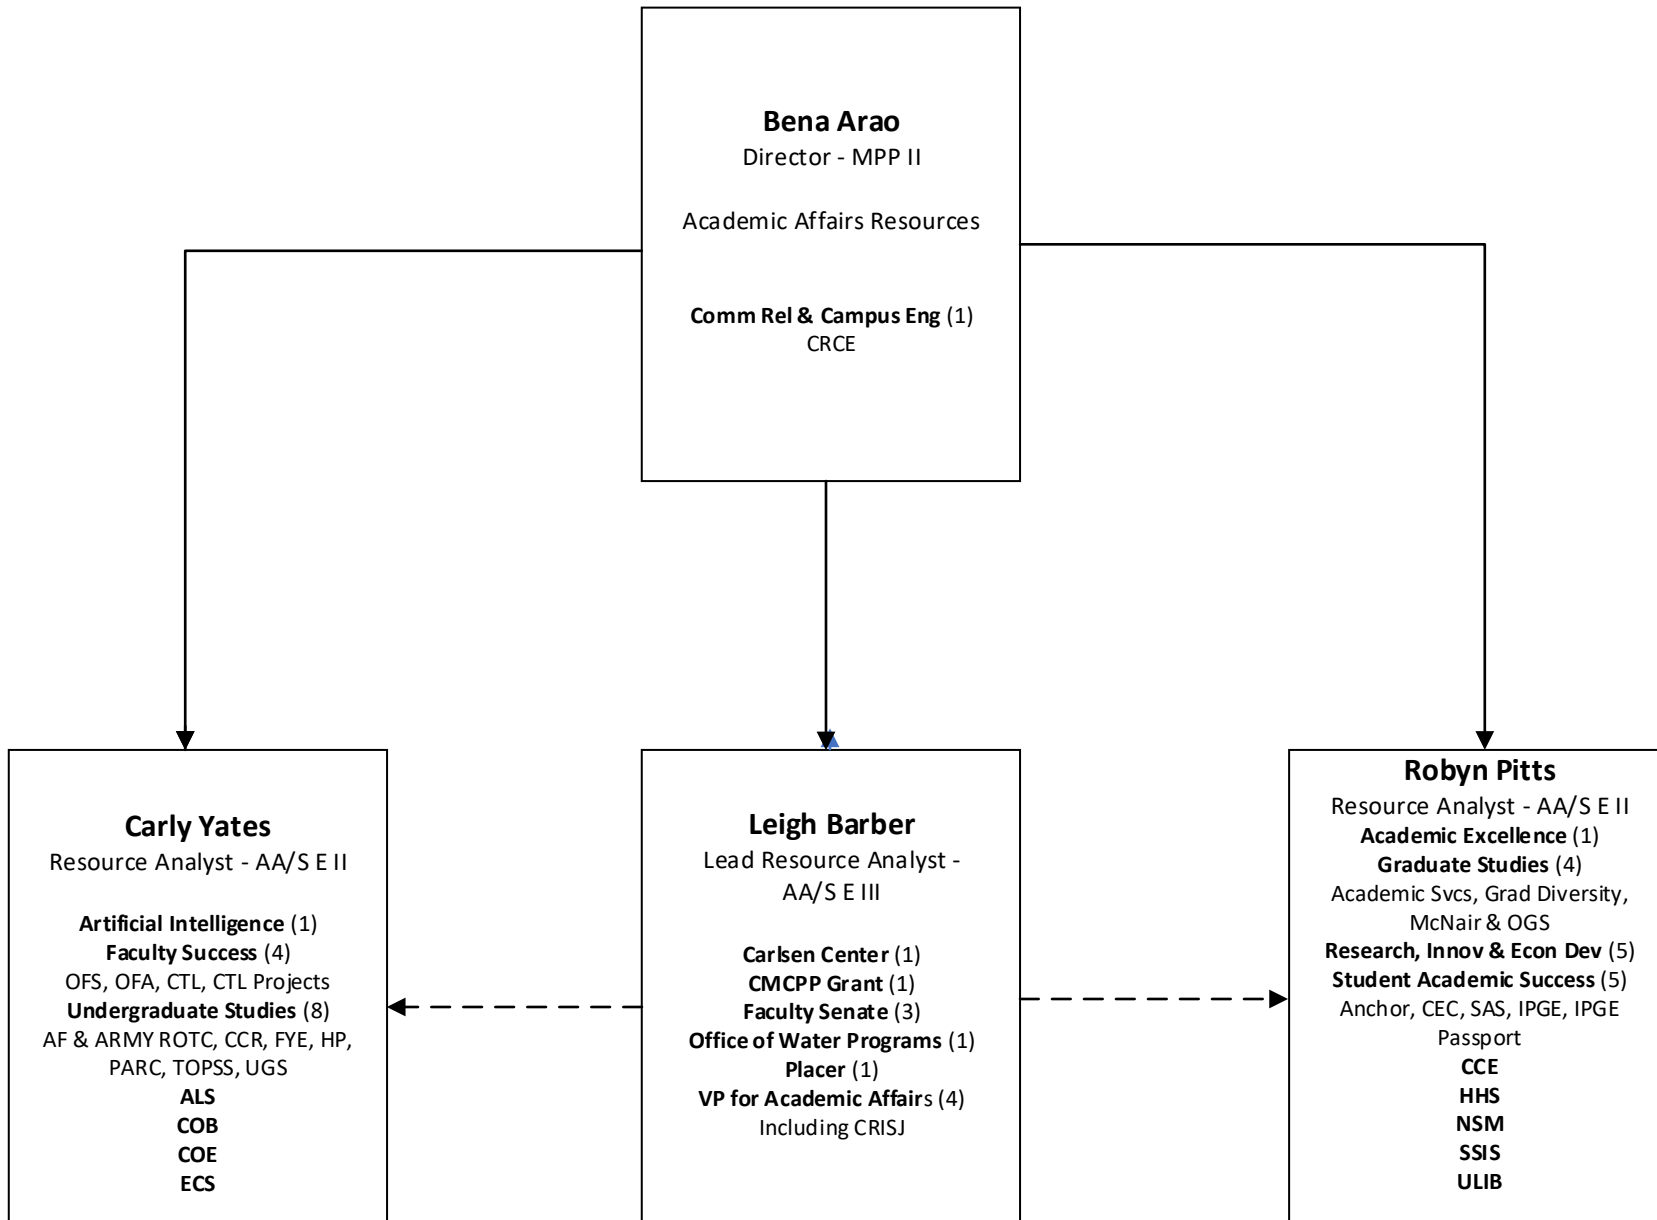 Bena Arao
Director - MPP II
Academic Affairs Resources
Comm Rel & Campus Eng (1)
CRCE
Carly Yates
Resource Analyst - AA/S E II
Artificial Intelligence (1)
Faculty Success (4)
OFS, OFA, CTL, CTL Projects
Undergraduate Studies (8)
AF & ARMY ROTC, CCR, FYE, HP,
PARC, TOPSS, UGS
ALS
COB
COE
ECS
Leigh Barber
Lead Resource Analyst -
AA/S E III
Carlsen Center (1)
CMCPP Grant (1)
Faculty Senate (3)
Office of Water Programs (1)
Placer (1)
VP for Academic Affairs (4)
Including CRISJ
Robyn Pitts
Resource Analyst - AA/S E II
Academic Excellence (1)
Graduate Studies (4)
Academic Svcs, Grad Diversity,
McNair & OGS
Research, Innov & Econ Dev (5)
Student Academic Success (5)
Anchor, CEC, SAS, IPGE, IPGE
Passport
CCE
HHS
NSM
SSIS
ULIB